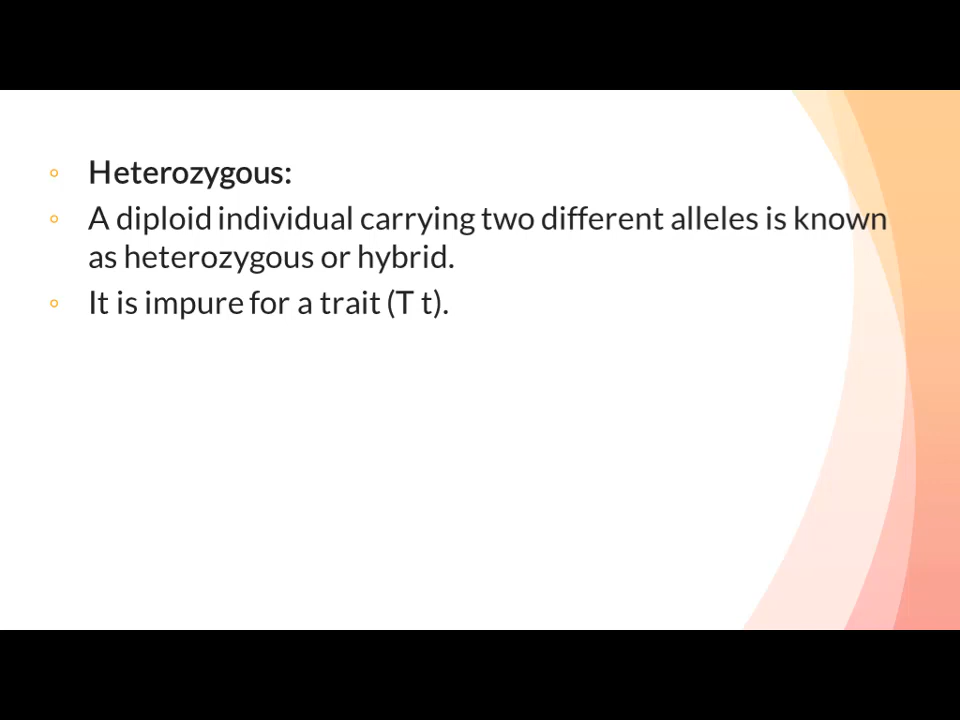 Heterozygous:
A diploid individual carrying two different alleles is known
as heterozygous or hybrid.
It is impure for a trait (T t).